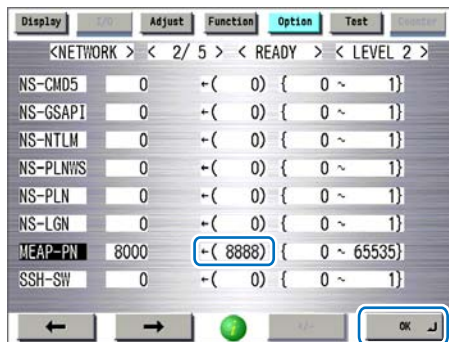 Display I/O Adjust Function Option Test Counter
<NETWORK > < 2/ 5 > < READY > < LEVEL 2 >
NS-CMD5 0 ←( 0) { 0 ~ 1}
NS-GSAPI 0 ←( 0) { 0 ~ 1}
NS-NTLM 0 ←( 0) { 0 ~ 1}
NS-PLNWS 0 ←( 0) { 0 ~ 1}
NS-PLN 0 ←( 0) { 0 ~ 1}
NS-LGN 0 ←( 0) { 0 ~ 1}
MEAP-PN 8000 ←( 8888) { 0 ~ 65535}
SSH-SW 0 ←( 0) { 0 ~ 1}
← → i +/- OK ↵